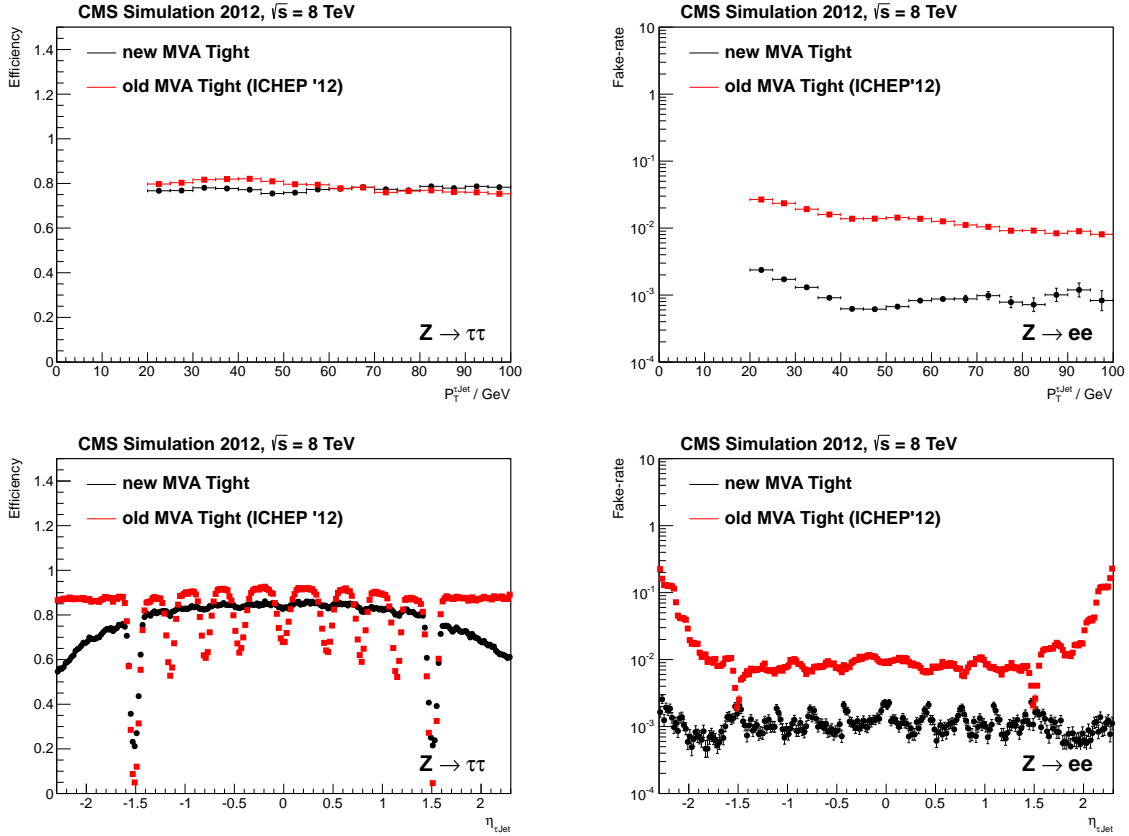 CMS Simulation 2012, √s = 8 TeV
Efficiency
new MVA Tight
old MVA Tight (ICHEP '12)
1.4
1.2
1
0.8
0.6
0.4
0.2
0
Z → ττ
0 10 20 30 40 50 60 70 80 90 100
P_T^{τJet} / GeV
CMS Simulation 2012, √s = 8 TeV
Fake-rate
new MVA Tight
old MVA Tight (ICHEP'12)
10
1
10⁻¹
10⁻²
10⁻³
10⁻⁴
Z → ee
0 10 20 30 40 50 60 70 80 90 100
P_T^{τJet} / GeV
CMS Simulation 2012, √s = 8 TeV
Efficiency
new MVA Tight
old MVA Tight (ICHEP '12)
1.4
1.2
1
0.8
0.6
0.4
0.2
0
Z → ττ
-2 -1.5 -1 -0.5 0 0.5 1 1.5 2
η_{τJet}
CMS Simulation 2012, √s = 8 TeV
Fake-rate
new MVA Tight
old MVA Tight (ICHEP'12)
10
1
10⁻¹
10⁻²
10⁻³
10⁻⁴
Z → ee
-2 -1.5 -1 -0.5 0 0.5 1 1.5 2
η_{τJet}